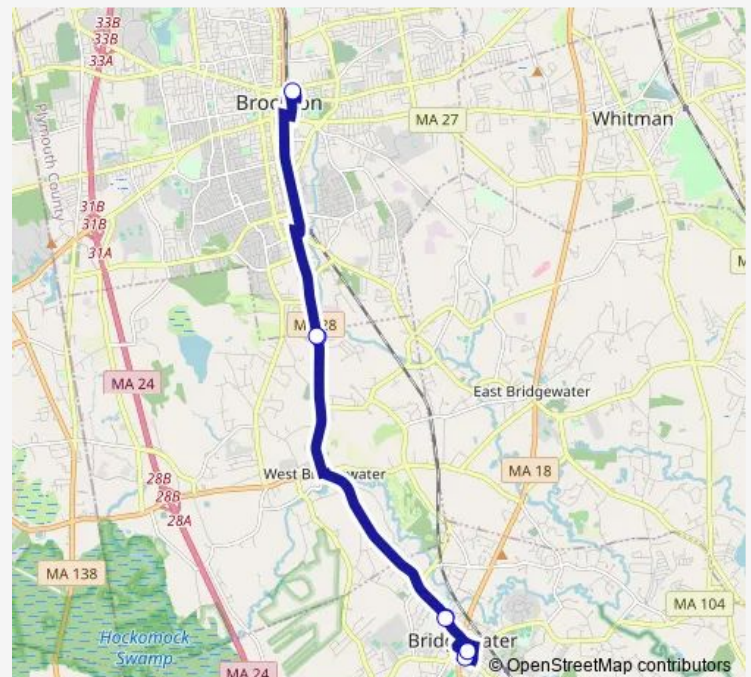 33B
33B
33A
Brockton
MA 27
Whitman
Plymouth County
31B
31B
31A
MA 28
MA 24
East Bridgewater
West Bridgewater
MA 18
28B
28B
28A
MA 138
MA 104
Hockomock
Swamp
Bridgewater
MA 24
© OpenStreetMap contributors